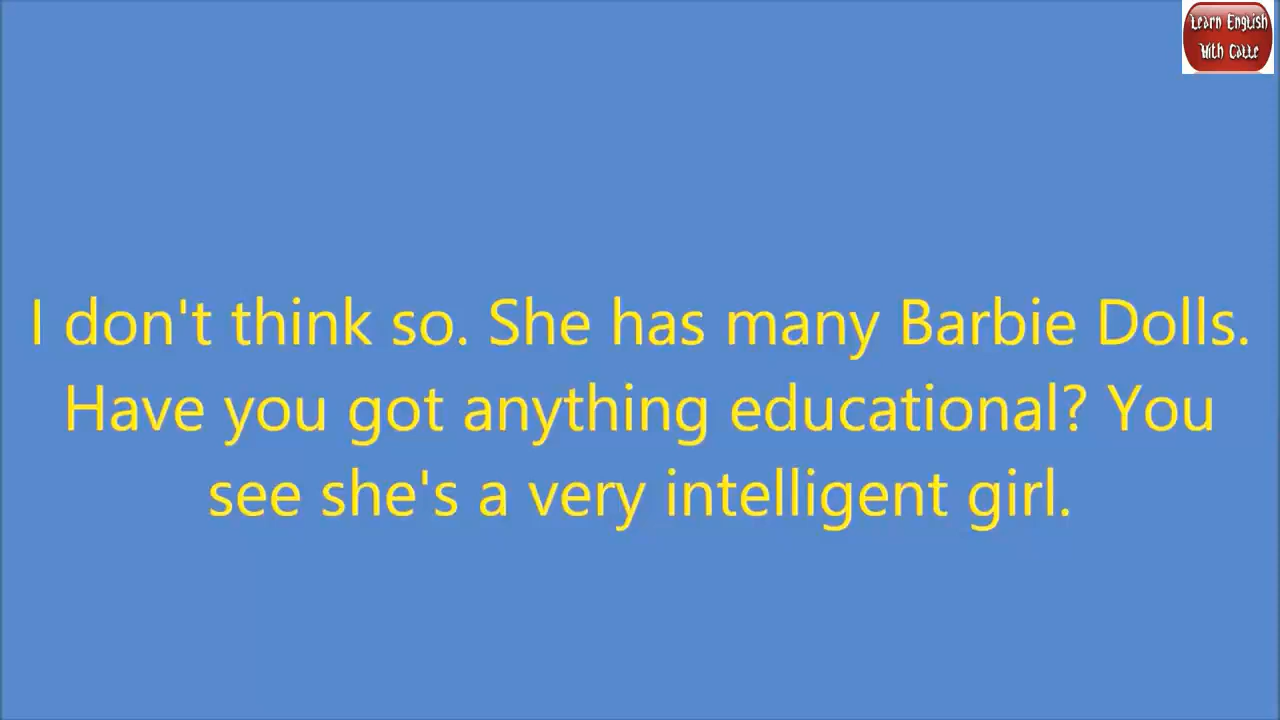 Learn English
With Cattc
I don't think so. She has many Barbie Dolls.
Have you got anything educational? You
see she's a very intelligent girl.